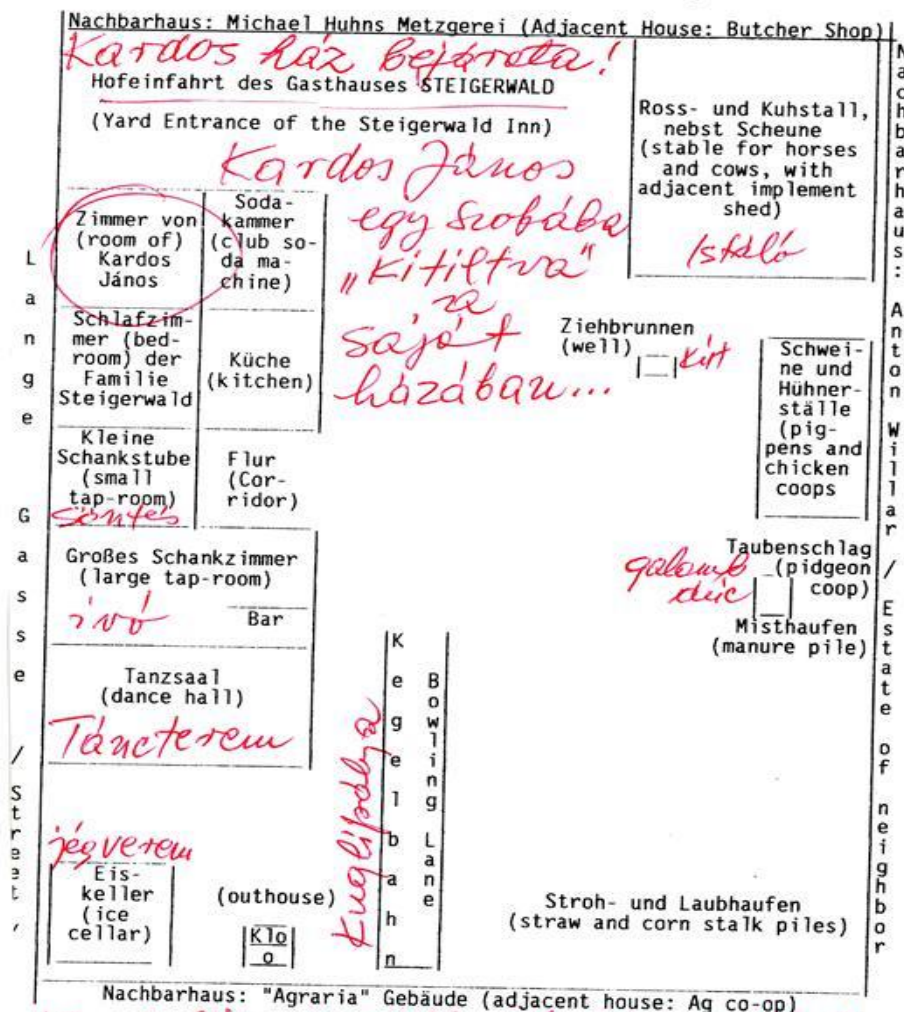 Nachbarhaus: Michael Huhns Metzgerei (Adjacent House: Butcher Shop)
Kardos ház bejárata!
Hofeinfahrt des Gasthauses STEIGERWALD
(Yard Entrance of the Steigerwald Inn)
Ross- und Kuhstall,
nebst Scheune
(stable for horses
and cows, with
adjacent implement
shed)
Istáló
Kardos János
egy szobába
"Kitiltva"
a
saját
házában...
Zimmer von
(room of)
Kardos
János
Soda-
kammer
(club so-
da ma-
chine)
Schlafzim-
mer (bed-
room) der
Familie
Steigerwald
Küche
(kitchen)
Ziehbrunnen
(well)
kút
Schwei-
ne und
Hühner-
ställe
(pig-
pens and
chicken
coops
Kleine
Schankstube
(small
tap-room)
söntés
Flur
(Cor-
ridor)
Großes Schankzimmer
(large tap-room)
ivó
Bar
Taubenschlag
(pidgeon
coop)
galamb
dúc
Misthaufen
(manure pile)
Tanzsaal
(dance hall)
Táncterem
Kegelbahn
Bowling Lane
Kuglipálya
jégverem
Eis-
keller
(ice
cellar)
(outhouse)
Klo
o
Stroh- und Laubhaufen
(straw and corn stalk piles)
Lange Gasse / Street /
Nachbarhaus: Anton Willar / Estate of neighbor
Nachbarhaus: "Agraria" Gebäude (adjacent house: Ag co-op)